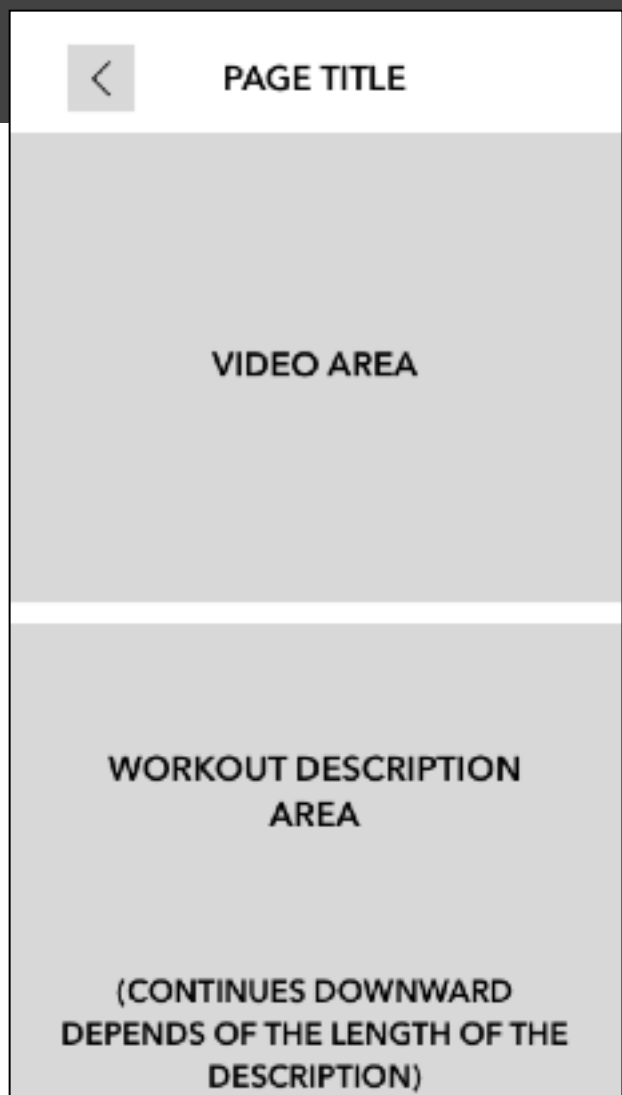 PAGE TITLE
VIDEO AREA
WORKOUT DESCRIPTION
AREA
(CONTINUES DOWNWARD
DEPENDS OF THE LENGTH OF THE
DESCRIPTION)